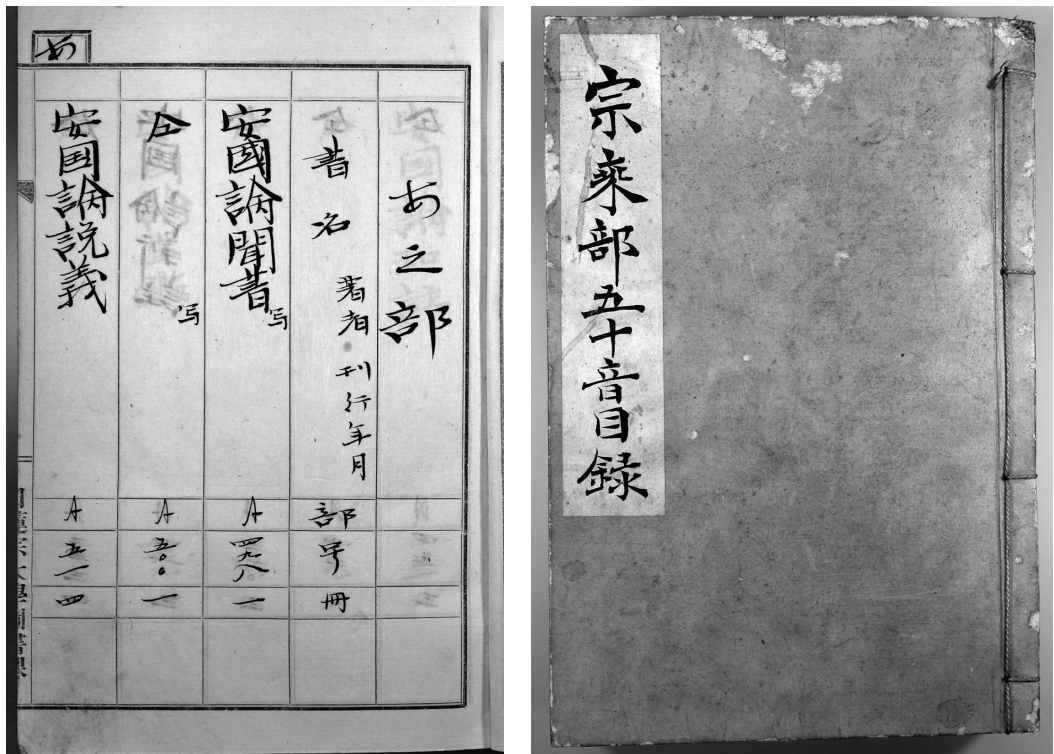 宗乘部五十音目録
あ
あ之部
書名
著者・刊行年月
部
号
冊
安國論聞書 写
A
四九八
一
仝 写
A
五〇〇
一
安国論説義
A
五一
四